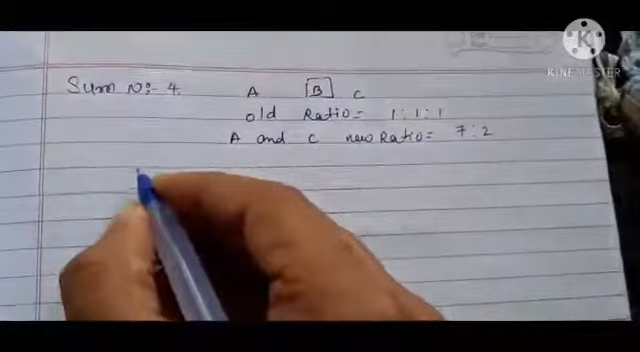 KINEMASTER
Sum No:- 4. A B C
old Ratio= 1:1:1
A and C new Ratio= 7:2